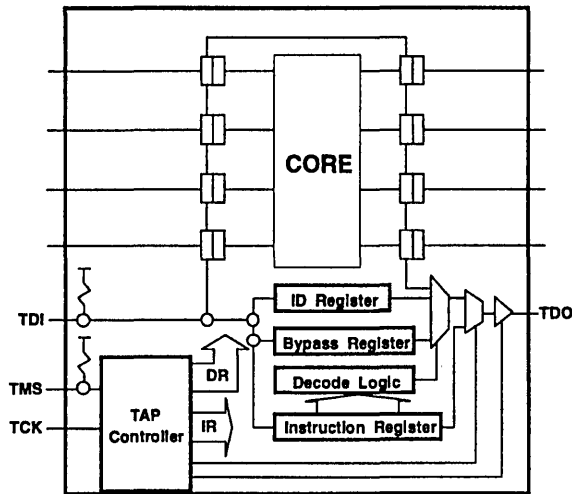 CORE
TDI
ID Register
TDO
Bypass Register
DR
TMS
Decode Logic
TCK
TAP
Controller
IR
Instruction Register